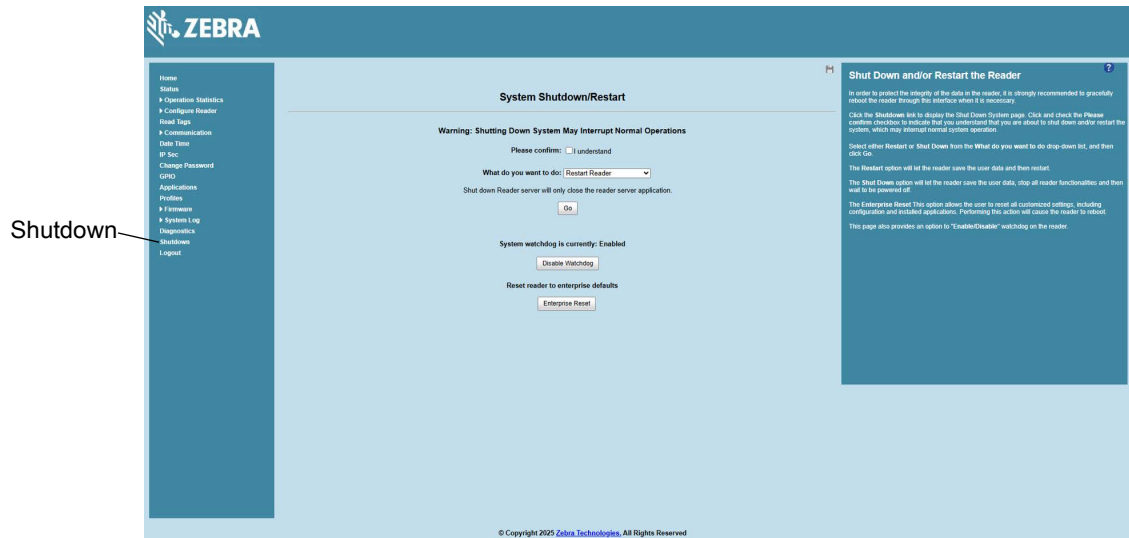 ZEBRA
Home
Status
Operation Statistics
Configure Reader
Read Tags
Communication
Date Time
IP Sec
Change Password
GPIO
Applications
Profiles
Firmware
System Log
Diagnostics
Shutdown
Logout
Shutdown
System Shutdown/Restart
Warning: Shutting Down System May Interrupt Normal Operations
Please confirm: I understand
What do you want to do: Restart Reader
Shut down Reader server will only close the reader server application.
Go
System watchdog is currently: Enabled
Disable Watchdog
Reset reader to enterprise defaults
Enterprise Reset
?
Shut Down and/or Restart the Reader
In order to protect the integrity of the data in the reader, it is strongly recommended to gracefully
reboot the reader through this interface when it is necessary.
Click the Shutdown link to display the Shut Down System page. Click and check the Please
confirm checkbox to indicate that you understand that you are about to shut down and/or restart the
system, which may interrupt normal system operation.
Select either Restart or Shut Down from the What do you want to do drop-down list, and then
click Go.
The Restart option will let the reader save the user data and then restart.
The Shut Down option will let the reader save the user data, stop all reader functionalities and then
wait to be powered off.
The Enterprise Reset This option allows the user to reset all customized settings, including
configuration and installed applications. Performing this action will cause the reader to reboot.
This page also provides an option to "Enable/Disable" watchdog on the reader.
© Copyright 2025 Zebra Technologies. All Rights Reserved